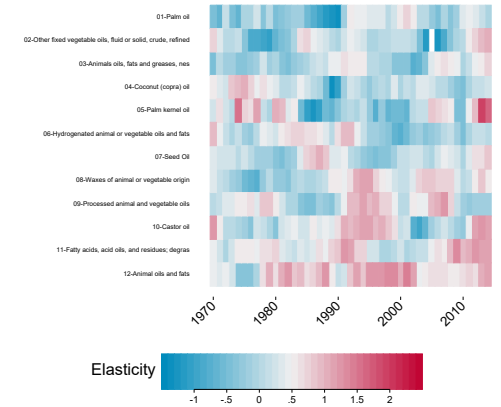 01-Palm oil
02-Other fixed vegetable oils, fluid or solid, crude, refined
03-Animals oils, fats and greases, nes
04-Coconut (copra) oil
05-Palm kernel oil
06-Hydrogenated animal or vegetable oils and fats
07-Seed Oil
08-Waxes of animal or vegetable origin
09-Processed animal and vegetable oils
10-Castor oil
11-Fatty acids, acid oils, and residues; degras
12-Animal oils and fats
1970 1980 1990 2000 2010
Elasticity
-1 -.5 0 .5 1 1.5 2